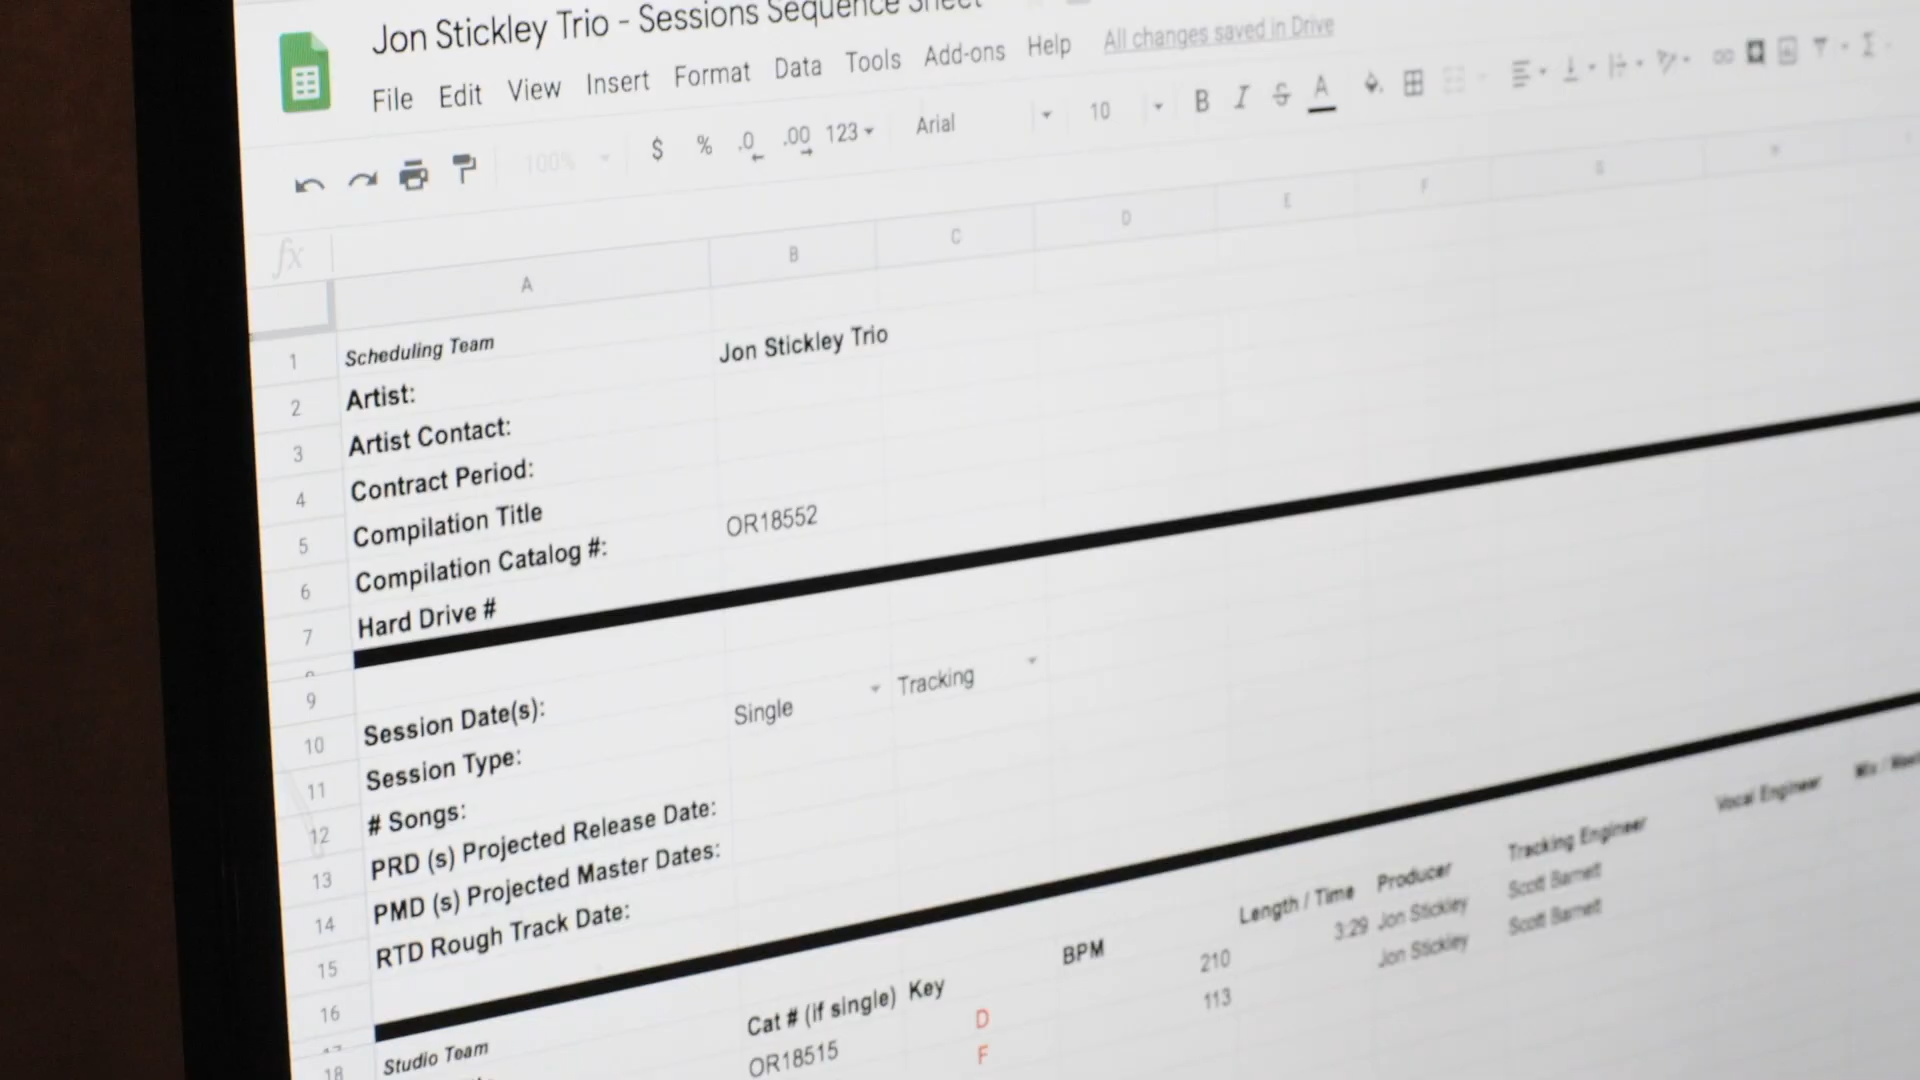 Jon Stickley Trio - Sessions Sequence Sheet
File Edit View Insert Format Data Tools Add-ons Help All changes saved in Drive
100% $ % .0 .00 123 Arial 10 B I S A
fx
A B C D E F
1 Scheduling Team
2 Artist: Jon Stickley Trio
3 Artist Contact:
4 Contract Period:
5 Compilation Title
6 Compilation Catalog #: OR18552
7 Hard Drive #
9
10 Session Date(s):
11 Session Type: Single Tracking
12 # Songs:
13 PRD (s) Projected Release Date:
14 PMD (s) Projected Master Dates:
15 RTD Rough Track Date:
16
18 Studio Team
Cat # (if single) Key BPM Length / Time Producer Tracking Engineer Vocal Engineer
OR18515 D 210 3:29 Jon Stickley Scott Barnett
F 113 Jon Stickley Scott Barnett